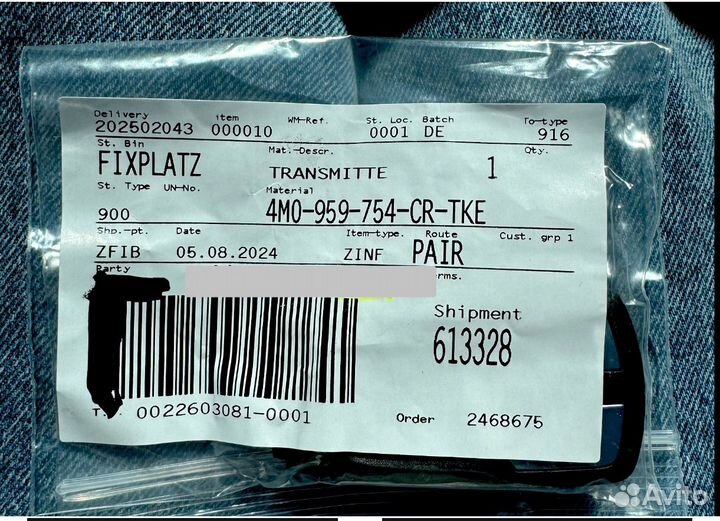 Delivery item WM-Ref. St. Loc. Batch To-type
202502043 000010 0001 DE 916
St. Bin Mat.-Descr. Qty.
FIXPLATZ TRANSMITTE 1
St. Type UN-No. Material
900 4M0-959-754-CR-TKE
Shp.-pt. Date Item-type. Route Cust. grp 1
ZFIB 05.08.2024 ZINF PAIR
Party erms.
Shipment
613328
0022603081-0001
Order 2468675
Avito